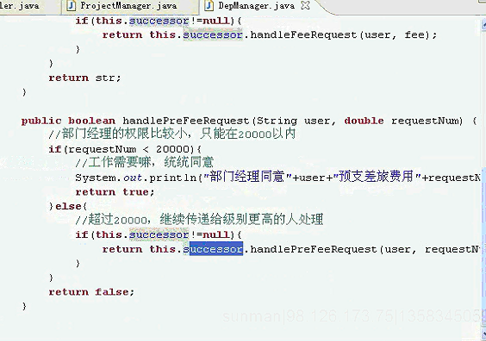 ler.java ProjectManager.java DepManager.java
if(this.successor!=null){
return this.successor.handleFeeRequest(user, fee);
}
}
return str;
}
public boolean handlePreFeeRequest(String user, double requestNum) {
//部门经理的权限比较小，只能在20000以内
if(requestNum < 20000){
//工作需要嘛，统统同意
System.out.println("部门经理同意"+user+"预支差旅费用"+requestN
return true;
}else{
//超过20000，继续传递给级别更高的人处理
if(this.successor!=null){
return this.successor.handlePreFeeRequest(user, requestN
}
}
return false;
}